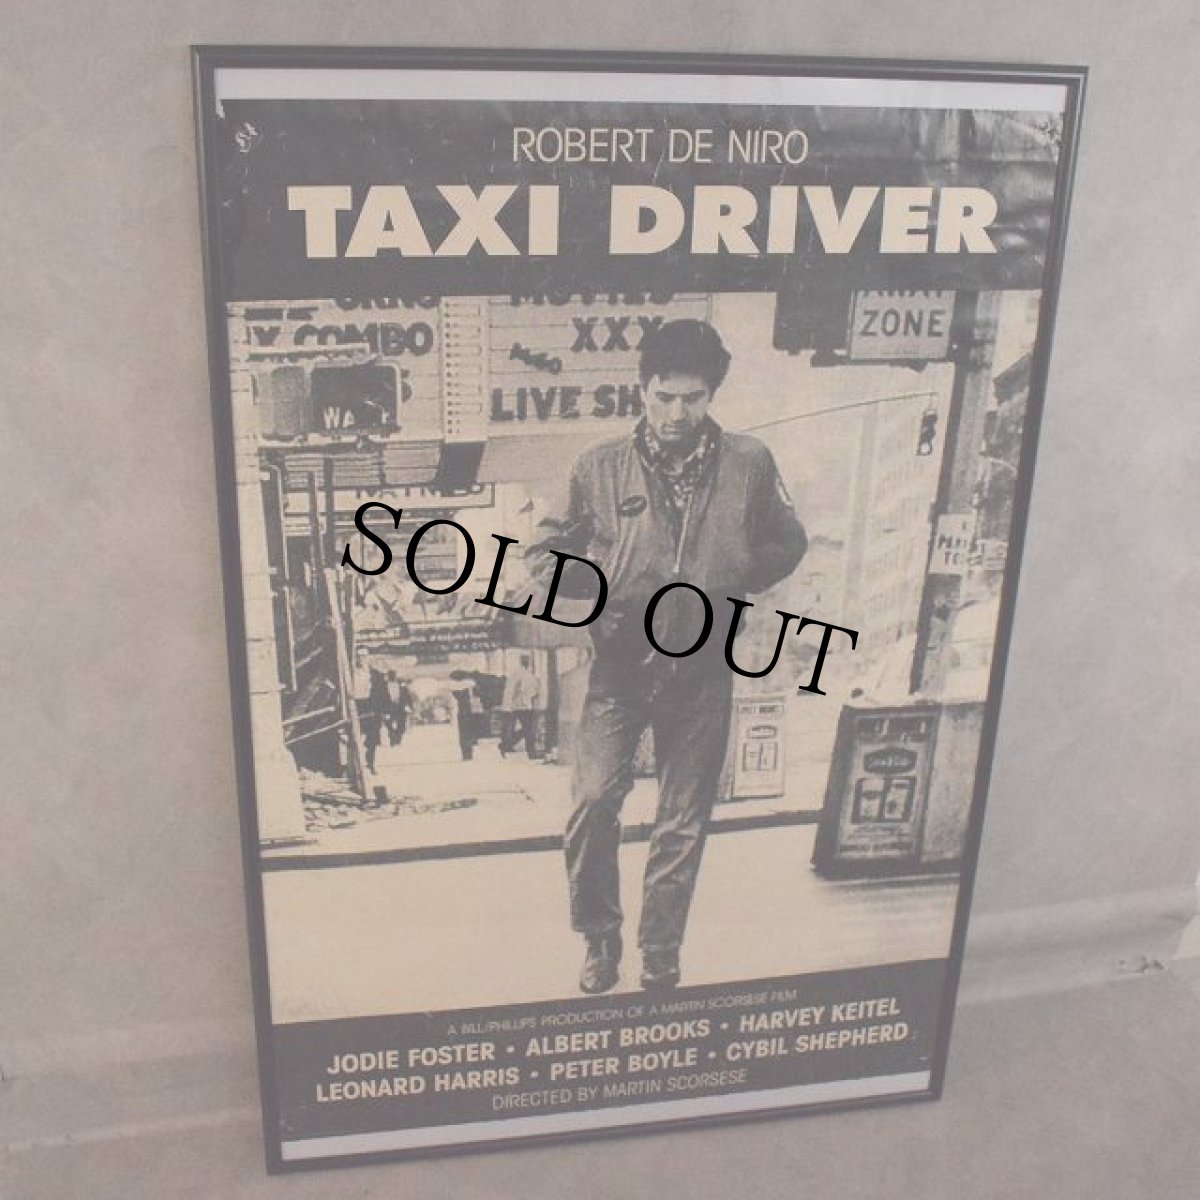 ROBERT DE NIRO
TAXI DRIVER
XXX
COMBO
LIVE SH
ZONE
SOLD OUT
A BILL/PHILLIPS PRODUCTION OF A MARTIN SCORSESE FILM
JODIE FOSTER • ALBERT BROOKS • HARVEY KEITEL
LEONARD HARRIS • PETER BOYLE • CYBIL SHEPHERD
DIRECTED BY MARTIN SCORSESE